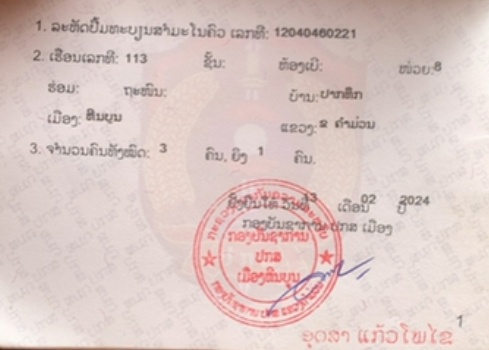 1. ລະຫັດປຶ້ມທະບຽນສຳມະໂນຄົວ ເລກທີ: 12040460221
2. ເຮືອນເລກທີ: 113 ຊັ້ນ: ຫ້ອງເບີ: ໜ່ວຍ: 8
ຮ່ອມ: ຖະໜົນ: ບ້ານ: ປາກທຶກ
ເມືອງ: ຫີນບູນ ແຂວງ: ຂ ຄຳມ່ວນ
3. ຈຳນວນຄົນທັງໝົດ: 3 ຄົນ, ຍິງ 1 ຄົນ.
ຂຶ້ນປຶ້ມໃຫ້ ວັນທີ 13 ເດືອນ 02 ປີ 2024
ກອງບັນຊາການ ປກສ ເມືອງ
ກອງບັນຊາການ
ປກສ
ເມືອງຫີນບູນ
ອຸດສາ ແກ້ວໂພໄຊ
1